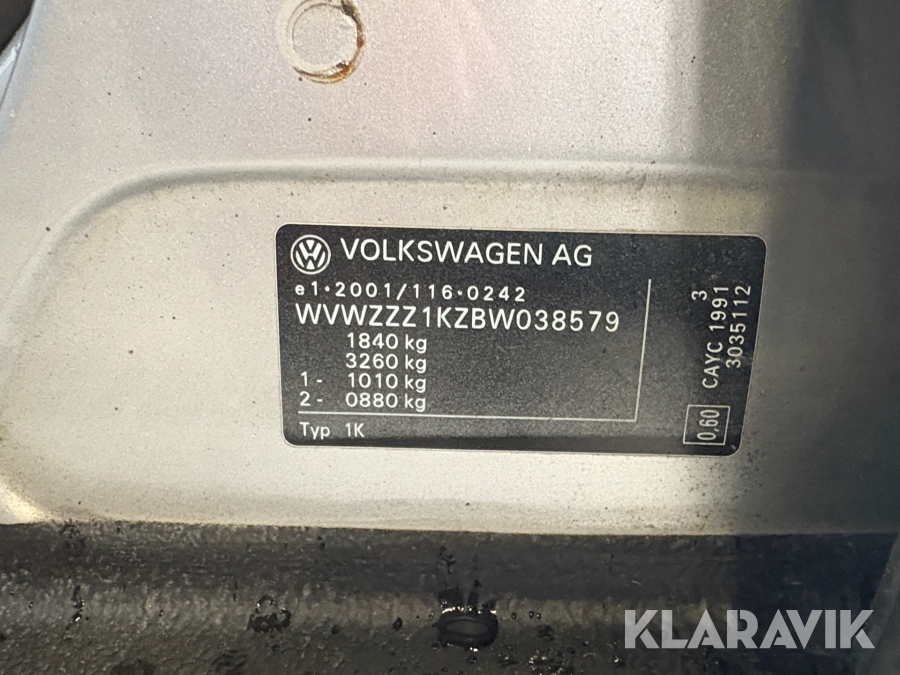 VOLKSWAGEN AG
e1*2001/116*0242
WVWZZZ1KZBW038579
1840 kg
3260 kg
1 - 1010 kg
2 - 0880 kg
Typ 1K
3
CAYC 1991
3035112
0,60
KLARAVIK